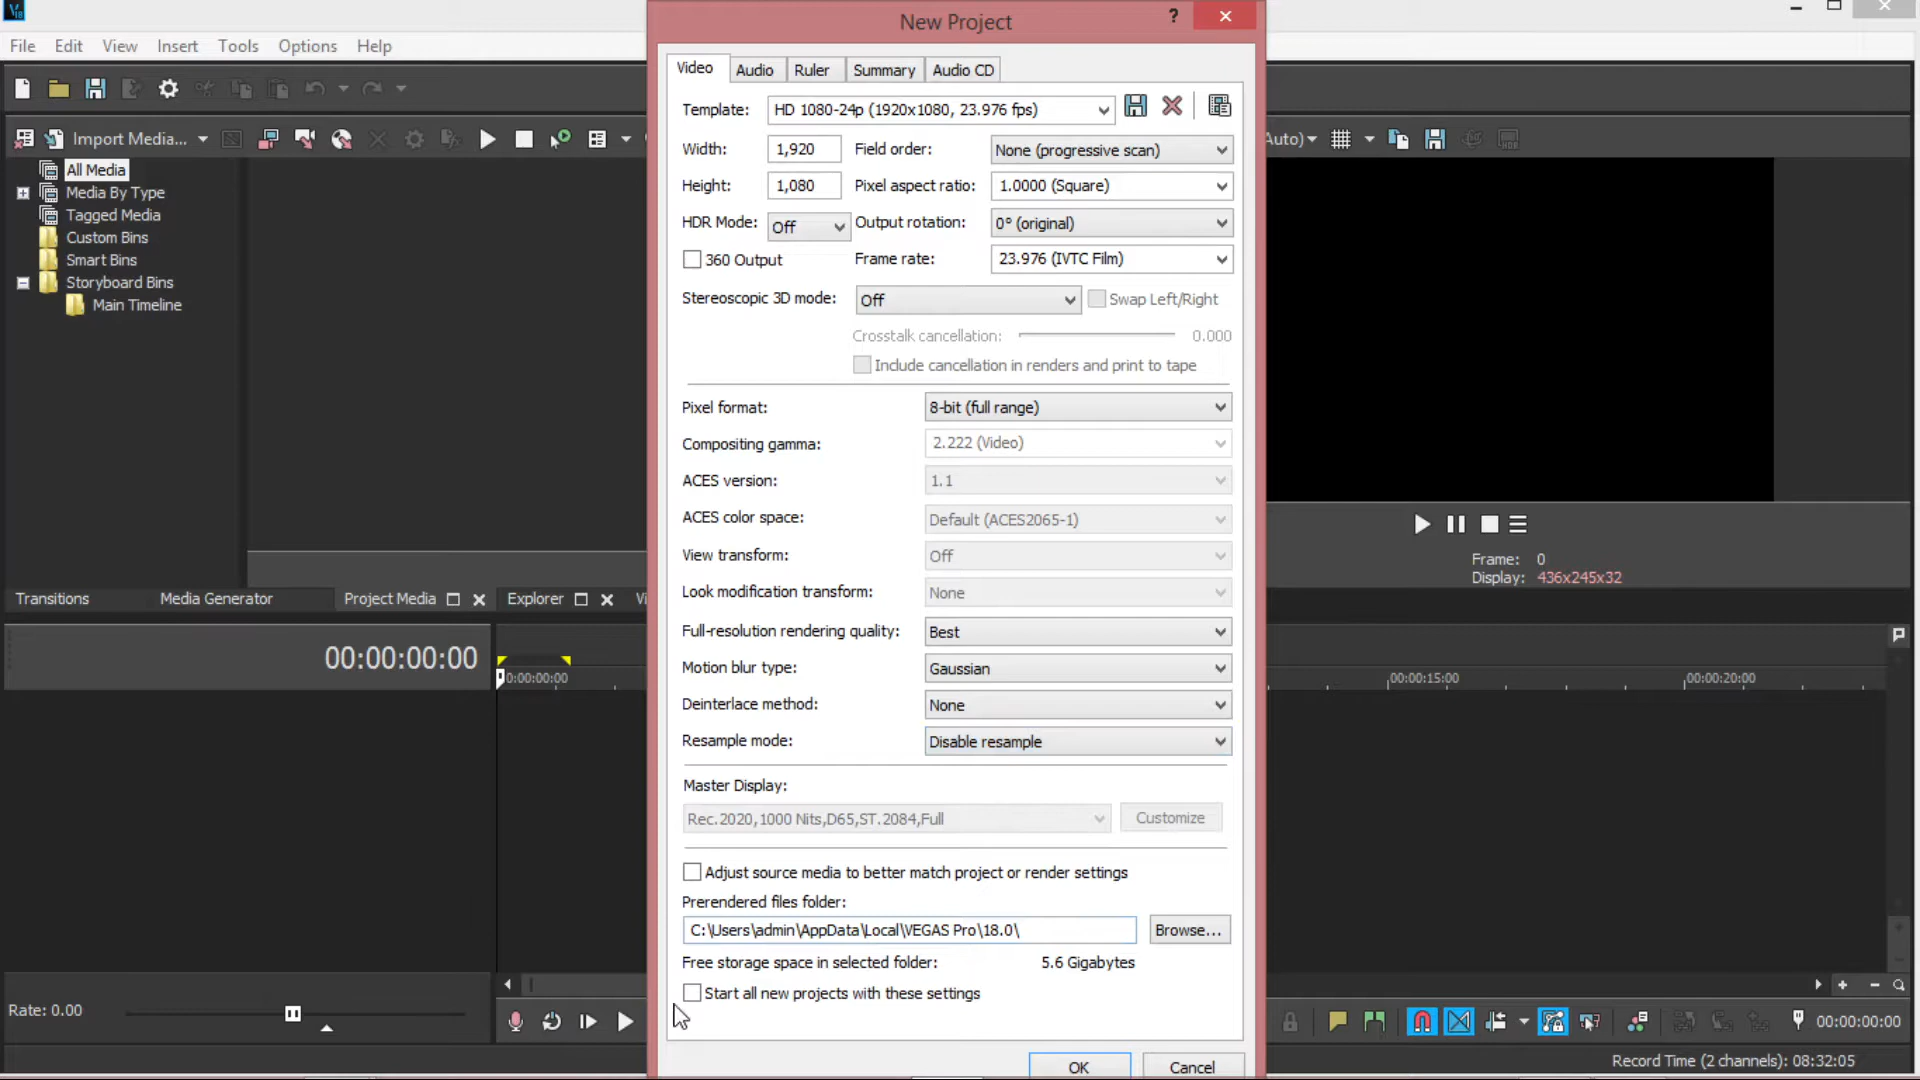 New Project
?
File Edit View Insert Tools Options Help
Video Audio Ruler Summary Audio CD
Template: HD 1080-24p (1920x1080, 23.976 fps)
Import Media...
Auto)
Width: 1,920 Field order: None (progressive scan)
All Media
Height: 1,080 Pixel aspect ratio: 1.0000 (Square)
Media By Type
Tagged Media
HDR Mode: Off Output rotation: 0° (original)
Custom Bins
360 Output Frame rate: 23.976 (IVTC Film)
Smart Bins
Storyboard Bins
Stereoscopic 3D mode: Off Swap Left/Right
Main Timeline
Crosstalk cancellation: 0.000
Include cancellation in renders and print to tape
Pixel format: 8-bit (full range)
Compositing gamma: 2.222 (Video)
ACES version: 1.1
ACES color space: Default (ACES2065-1)
View transform: Off
Frame: 0
Display: 436x245x32
Look modification transform: None
Transitions Media Generator Project Media Explorer Vi
Full-resolution rendering quality: Best
00:00:00:00
Motion blur type: Gaussian
0:00:00:00 00:00:15:00 00:00:20:00
Deinterlace method: None
Resample mode: Disable resample
Master Display:
Rec.2020,1000 Nits,D65,ST.2084,Full Customize
Adjust source media to better match project or render settings
Prerendered files folder:
C:\Users\admin\AppData\Local\VEGAS Pro\18.0\ Browse...
Free storage space in selected folder: 5.6 Gigabytes
Start all new projects with these settings
Rate: 0.00
00:00:00:00
Record Time (2 channels): 08:32:05
OK Cancel